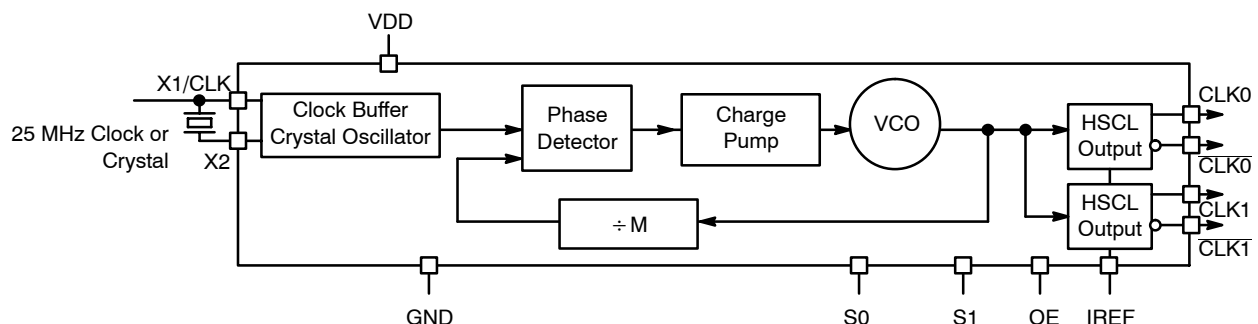 VDD
X1/CLK
25 MHz Clock or
Crystal
X2
Clock Buffer
Crystal Oscillator
Phase
Detector
Charge
Pump
VCO
÷ M
HSCL
Output
HSCL
Output
CLK0
CLK0
CLK1
CLK1
GND
S0
S1
OE
IREF